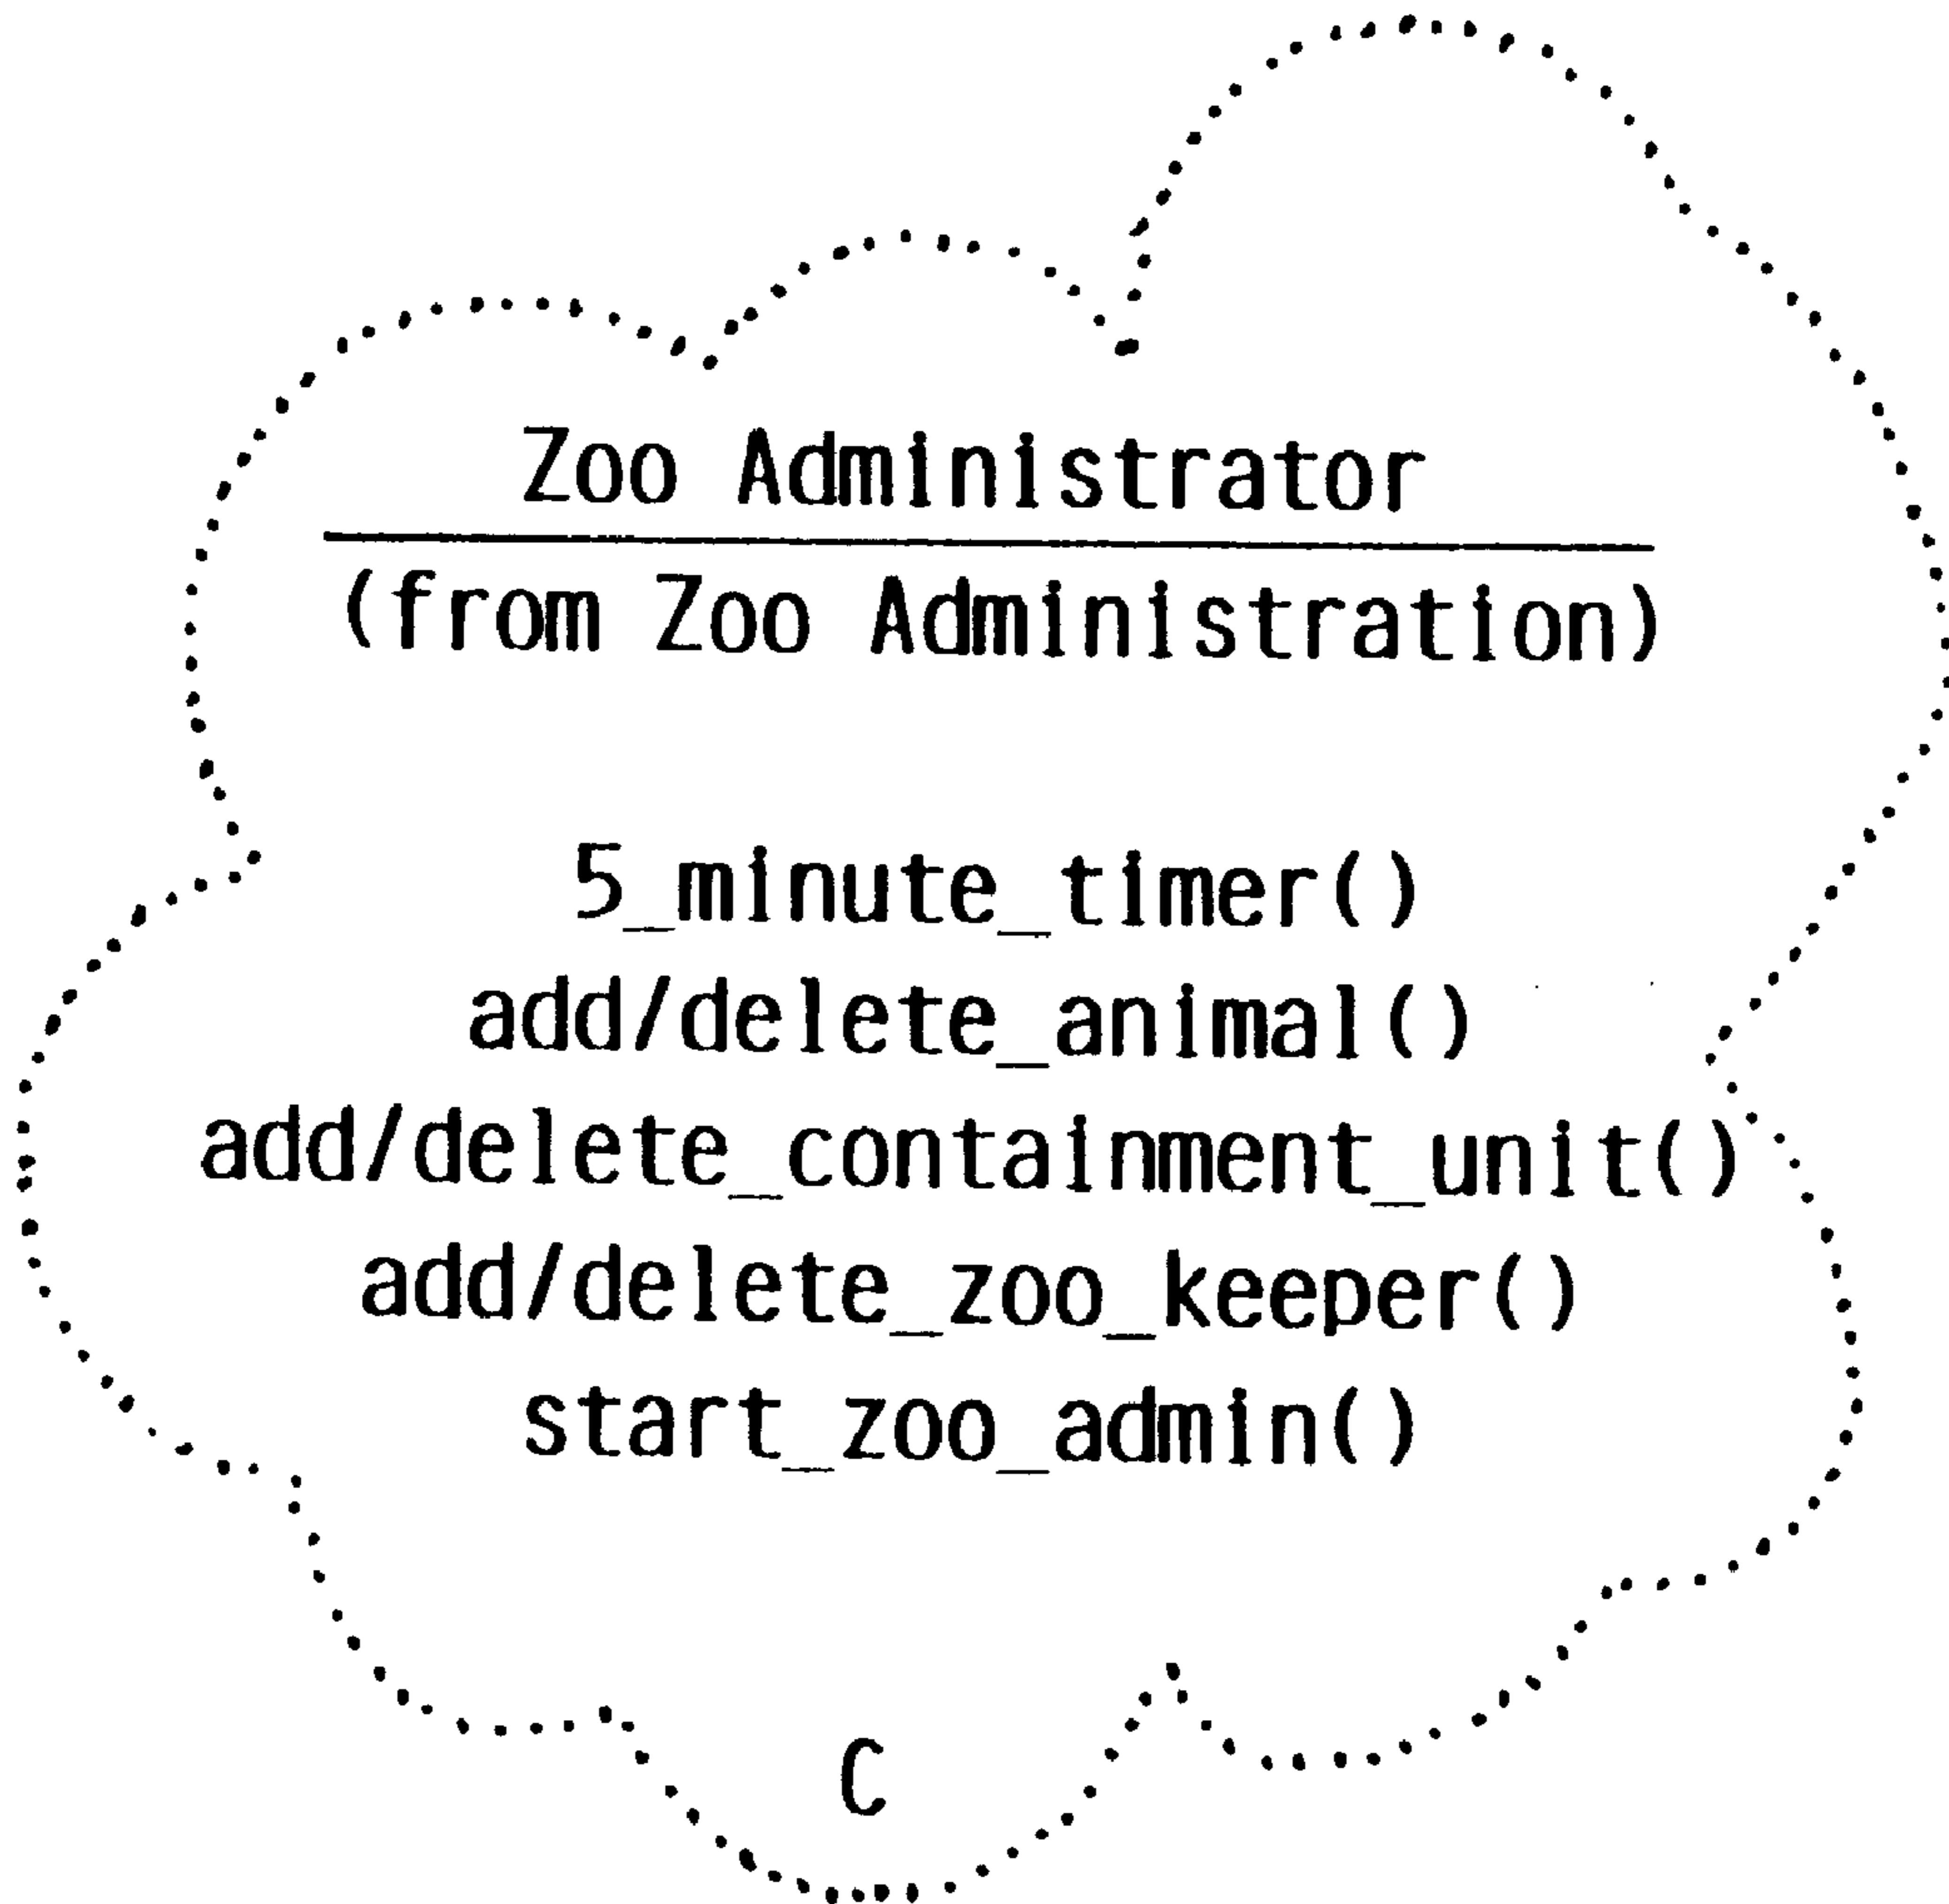 Zoo Administrator
(from Zoo Administration)
5_minute_timer()
add/delete_animal()
add/delete_containment_unit()
add/delete_zoo_keeper()
start_zoo_admin()
C